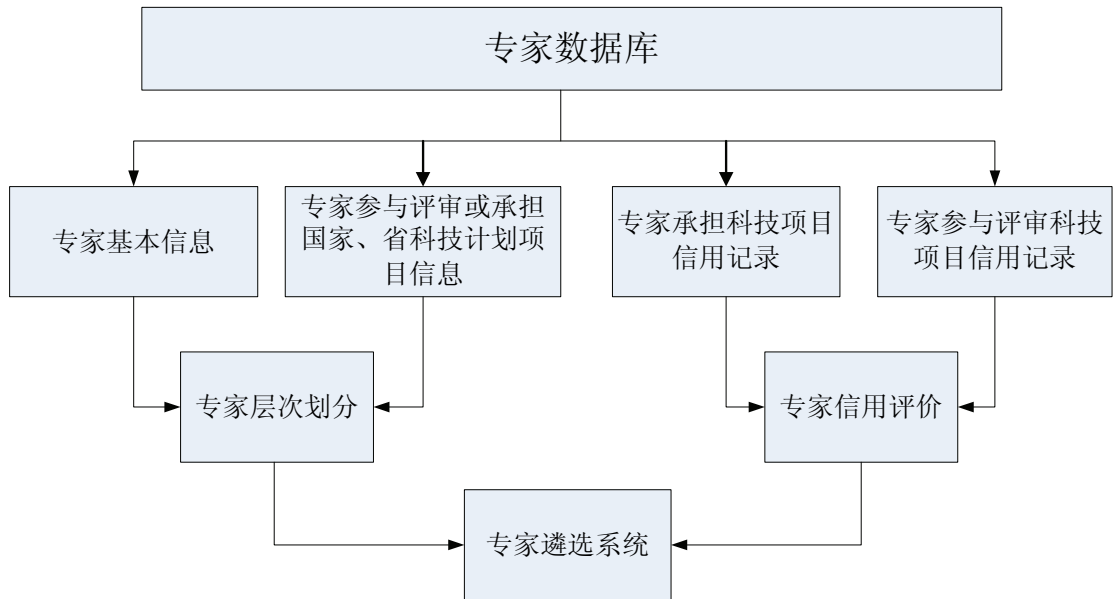 专家数据库
专家基本信息
专家参与评审或承担
国家、省科技计划项
目信息
专家承担科技项目
信用记录
专家参与评审科技
项目信用记录
专家层次划分
专家信用评价
专家遴选系统